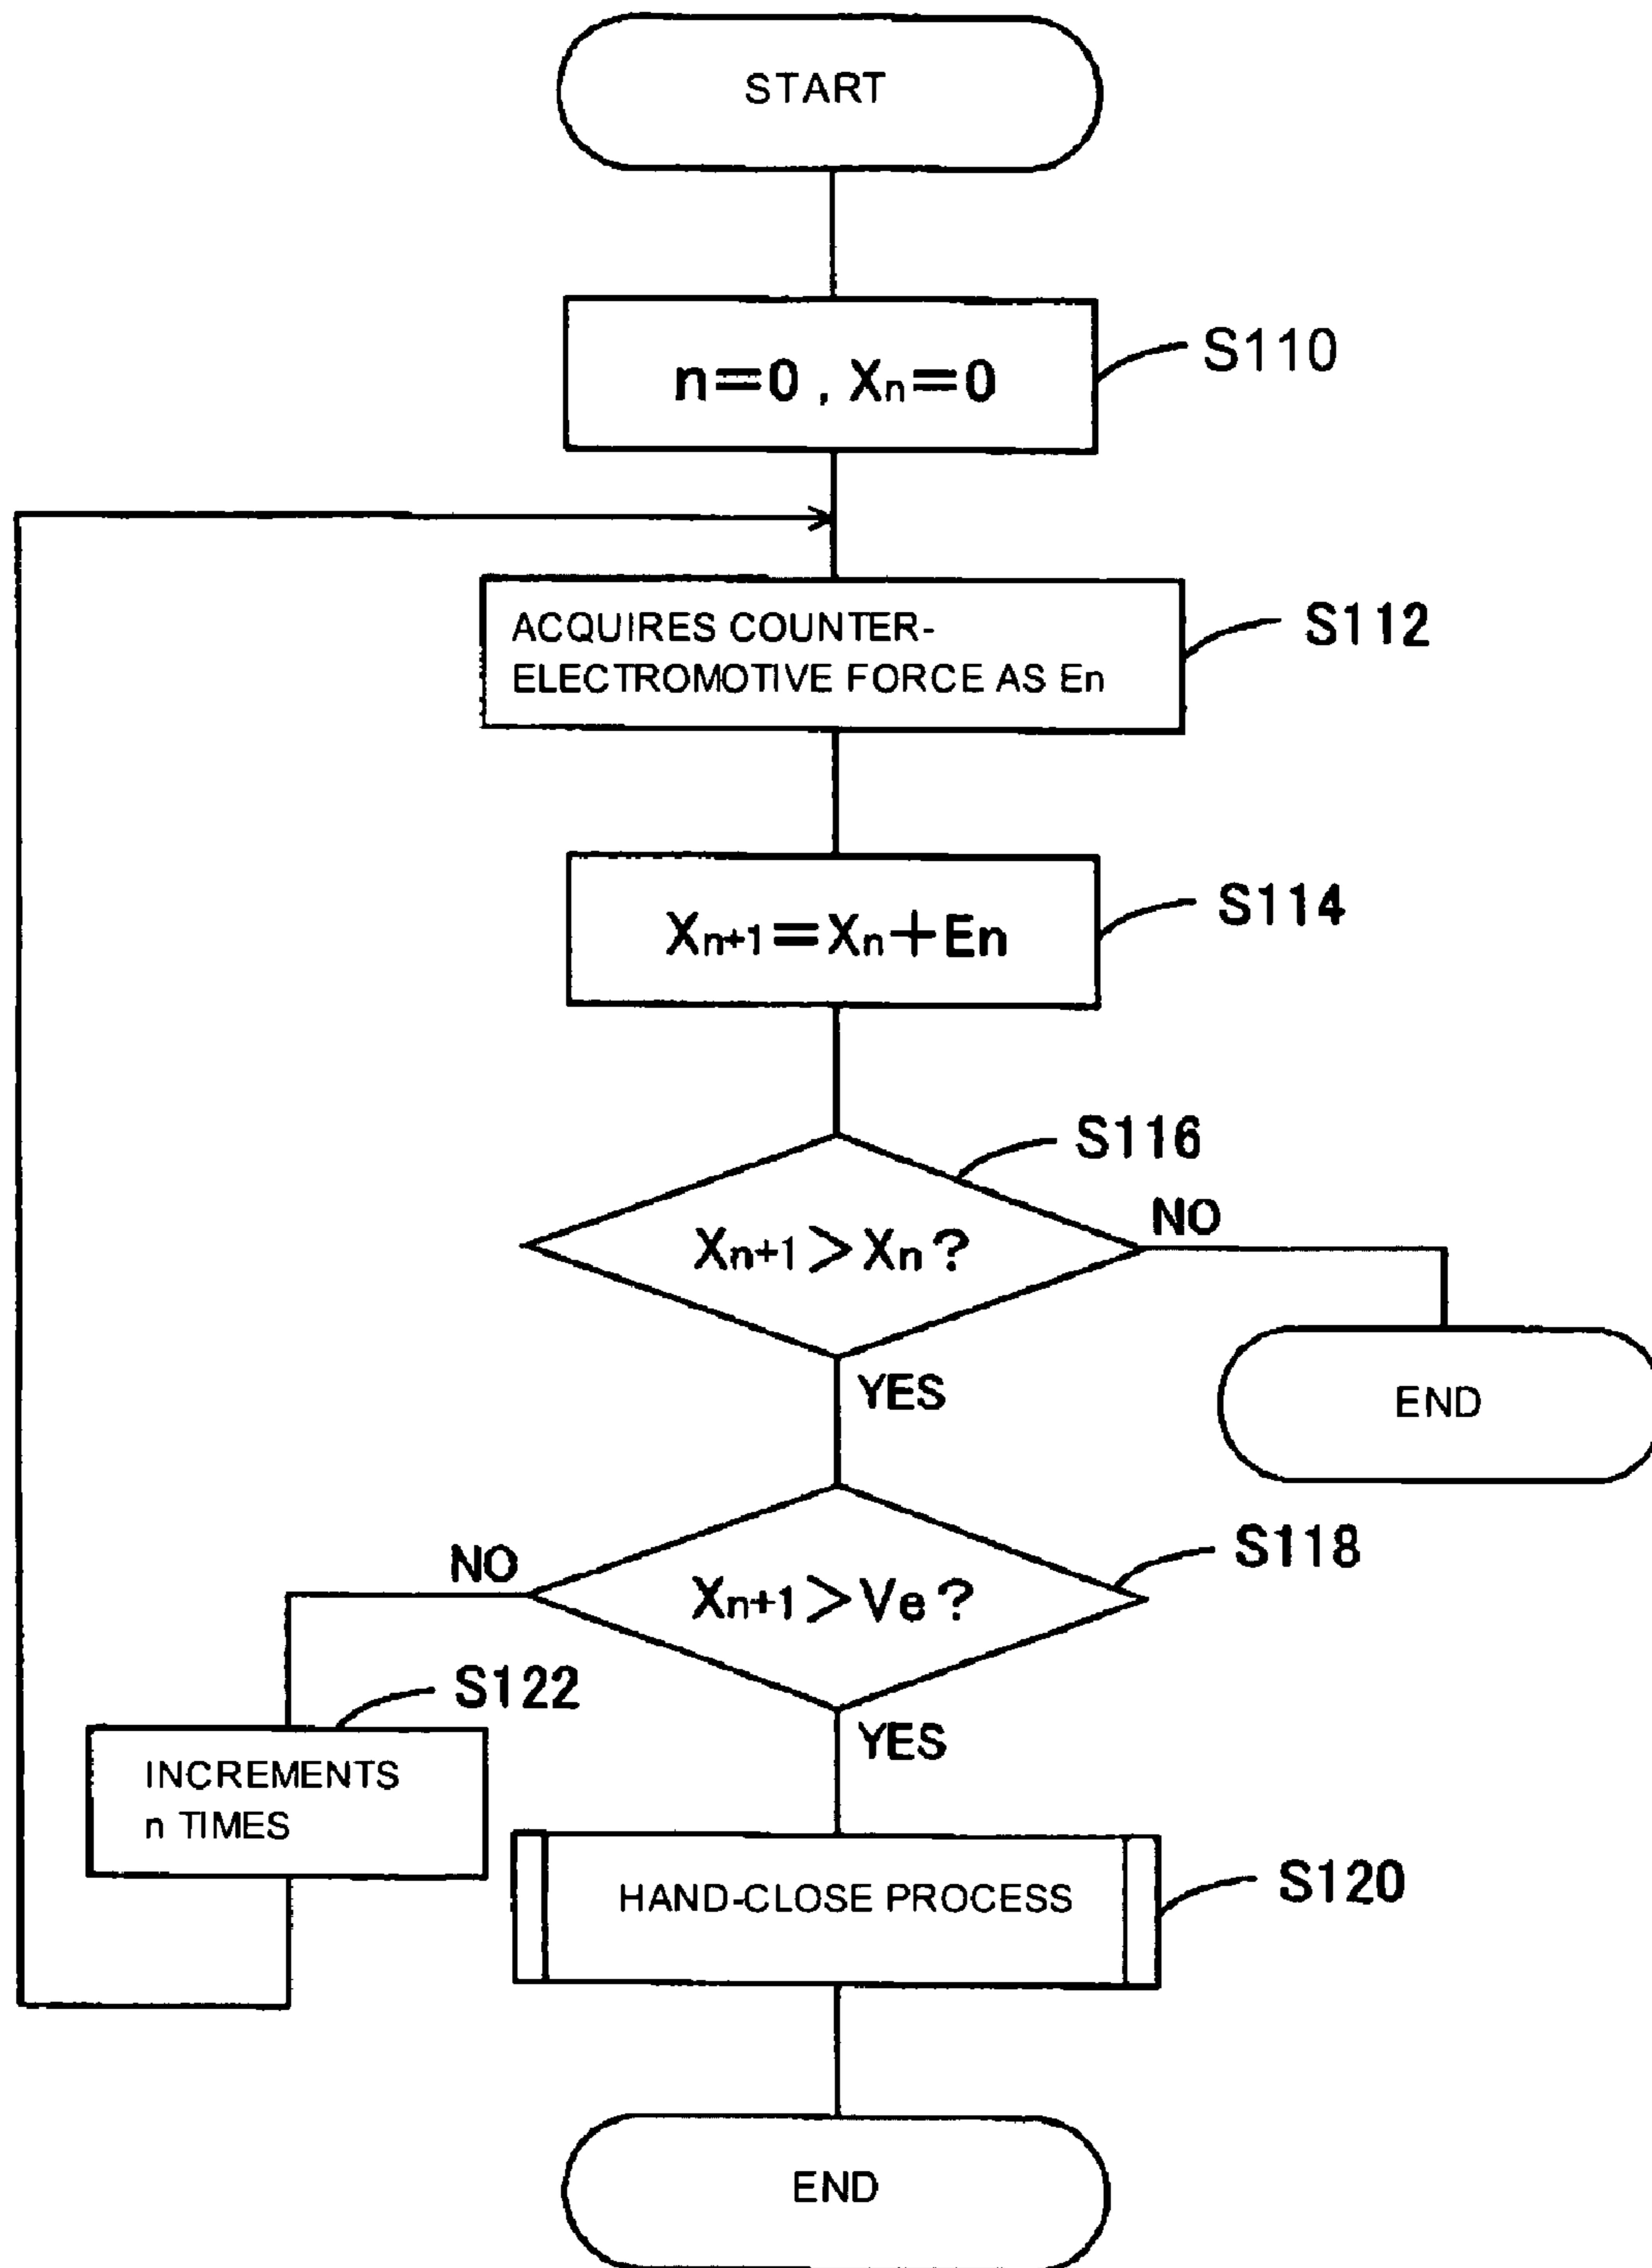 START
n=0 , Xn=0
S110
ACQUIRES COUNTER-
ELECTROMOTIVE FORCE AS En
S112
Xn+1=Xn+En
S114
S116
Xn+1>Xn?
NO
YES
END
S118
NO
Xn+1>Ve?
S122
YES
INCREMENTS
n TIMES
HAND-CLOSE PROCESS
S120
END